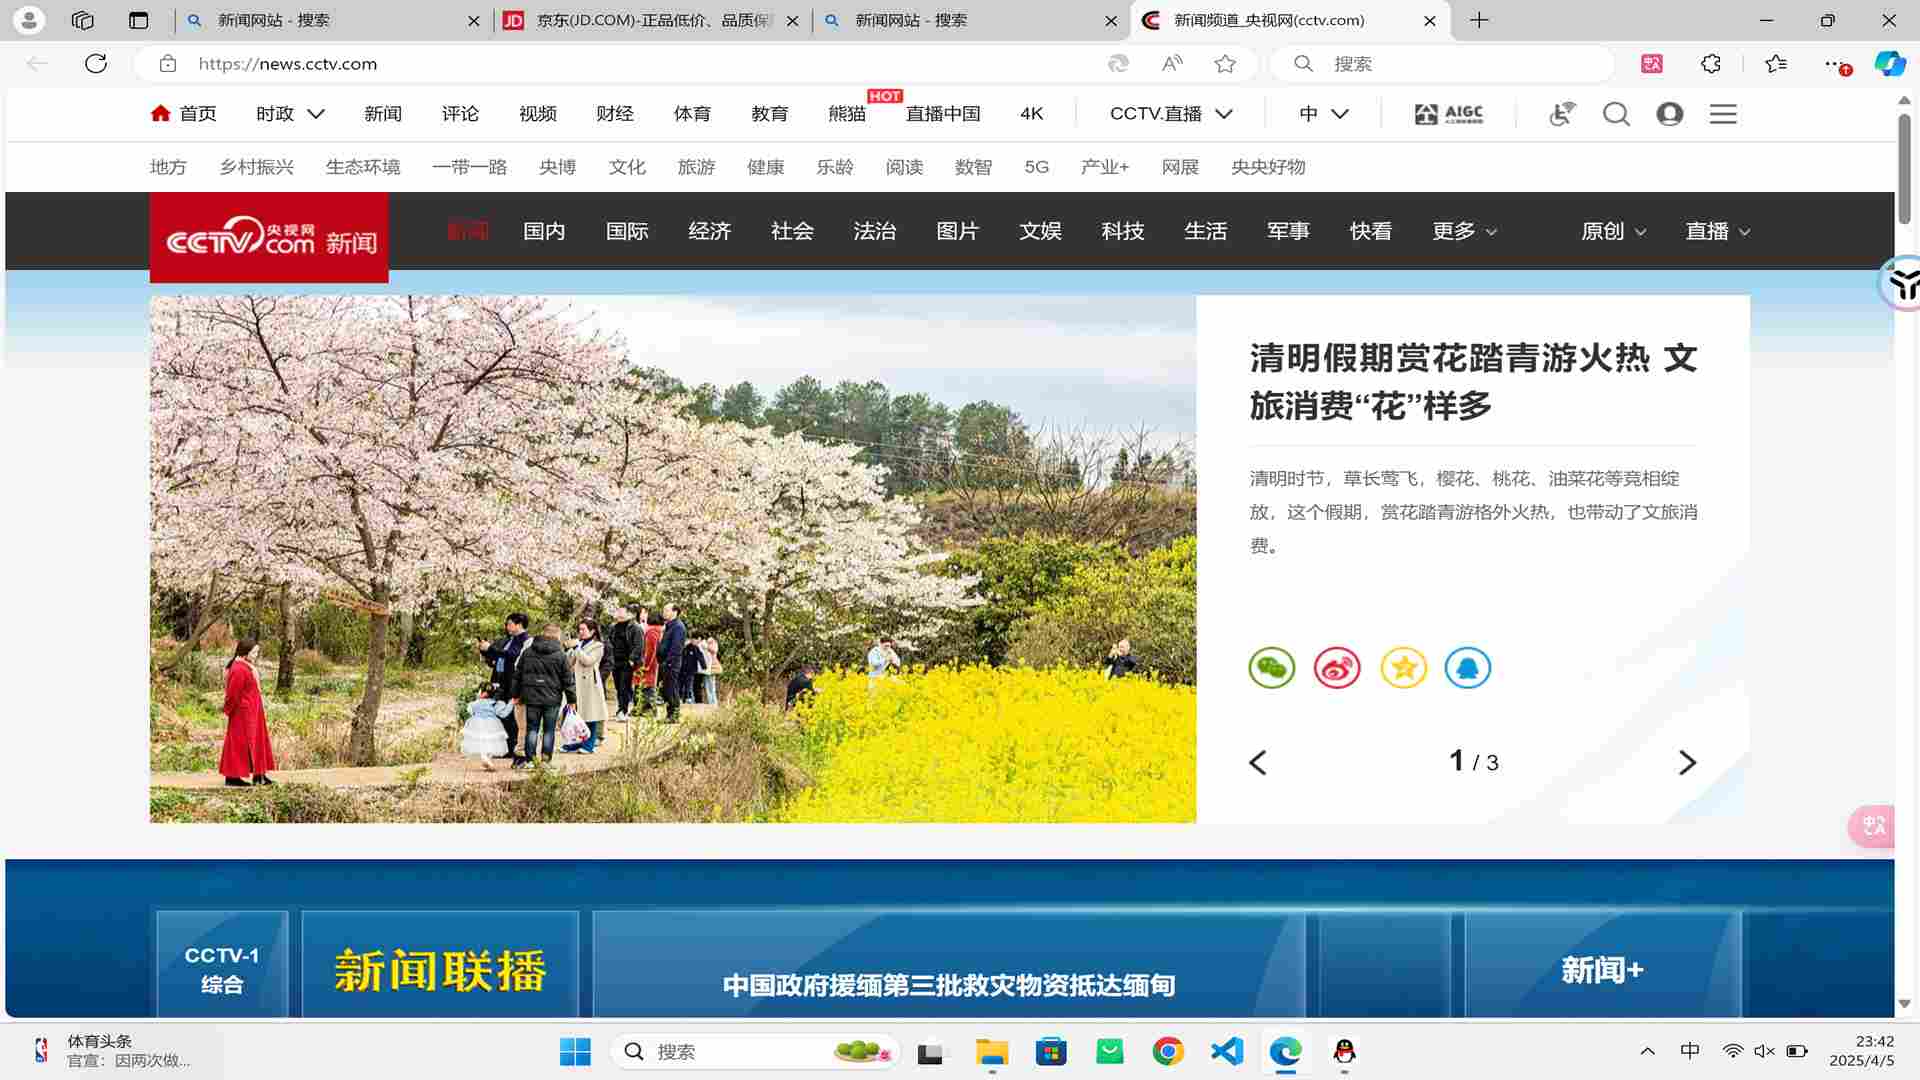 新闻网站 - 搜索
京东(JD.COM)-正品低价、品质保
新闻网站 - 搜索
新闻频道_央视网(cctv.com)
https://news.cctv.com
搜索
首页 时政 新闻 评论 视频 财经 体育 教育 熊猫 HOT 直播中国 4K CCTV.直播 中 AIGC
地方 乡村振兴 生态环境 一带一路 央博 文化 旅游 健康 乐龄 阅读 数智 5G 产业+ 网展 央央好物
CCTV.com 央视网 新闻
新闻 国内 国际 经济 社会 法治 图片 文娱 科技 生活 军事 快看 更多 原创 直播
清明假期赏花踏青游火热 文
旅消费“花”样多
清明时节，草长莺飞，樱花、桃花、油菜花等竞相绽
放，这个假期，赏花踏青游格外火热，也带动了文旅消
费。
1 / 3
CCTV-1
综合
新闻联播
中国政府援缅第三批救灾物资抵达缅甸
新闻+
体育头条
官宣：因两次做...
搜索
中
23:42
2025/4/5